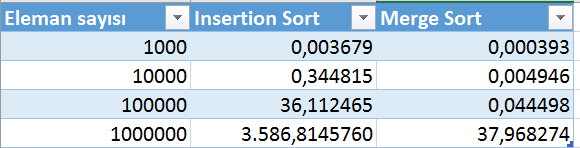 Eleman sayısı Insertion Sort Merge Sort
1000 0,003679 0,000393
10000 0,344815 0,004946
100000 36,112465 0,044498
1000000 3.586,8145760 37,968274